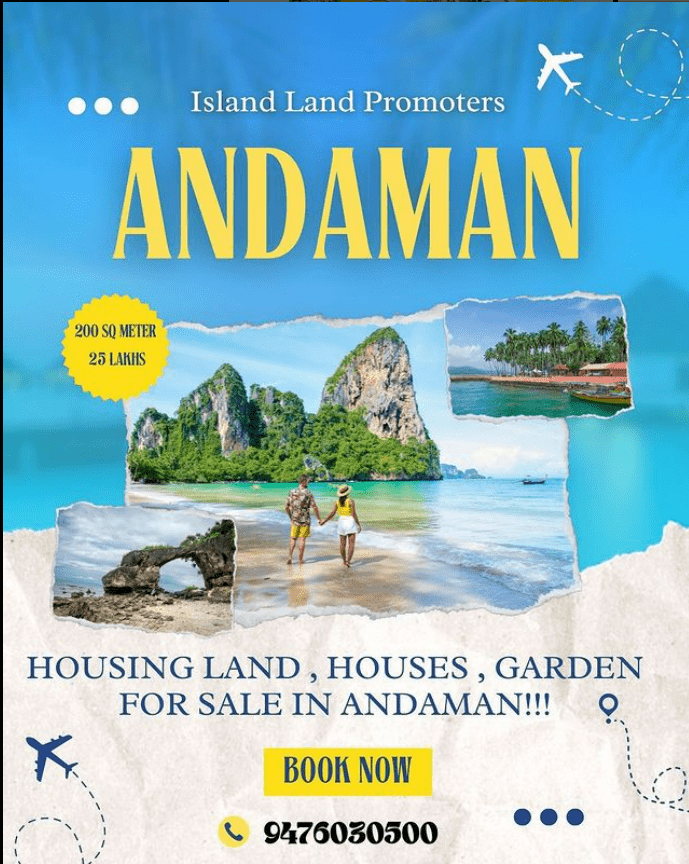 Island Land Promoters
ANDAMAN
200 SQ METER
25 LAKHS
HOUSING LAND , HOUSES , GARDEN
FOR SALE IN ANDAMAN!!!
BOOK NOW
9476030500